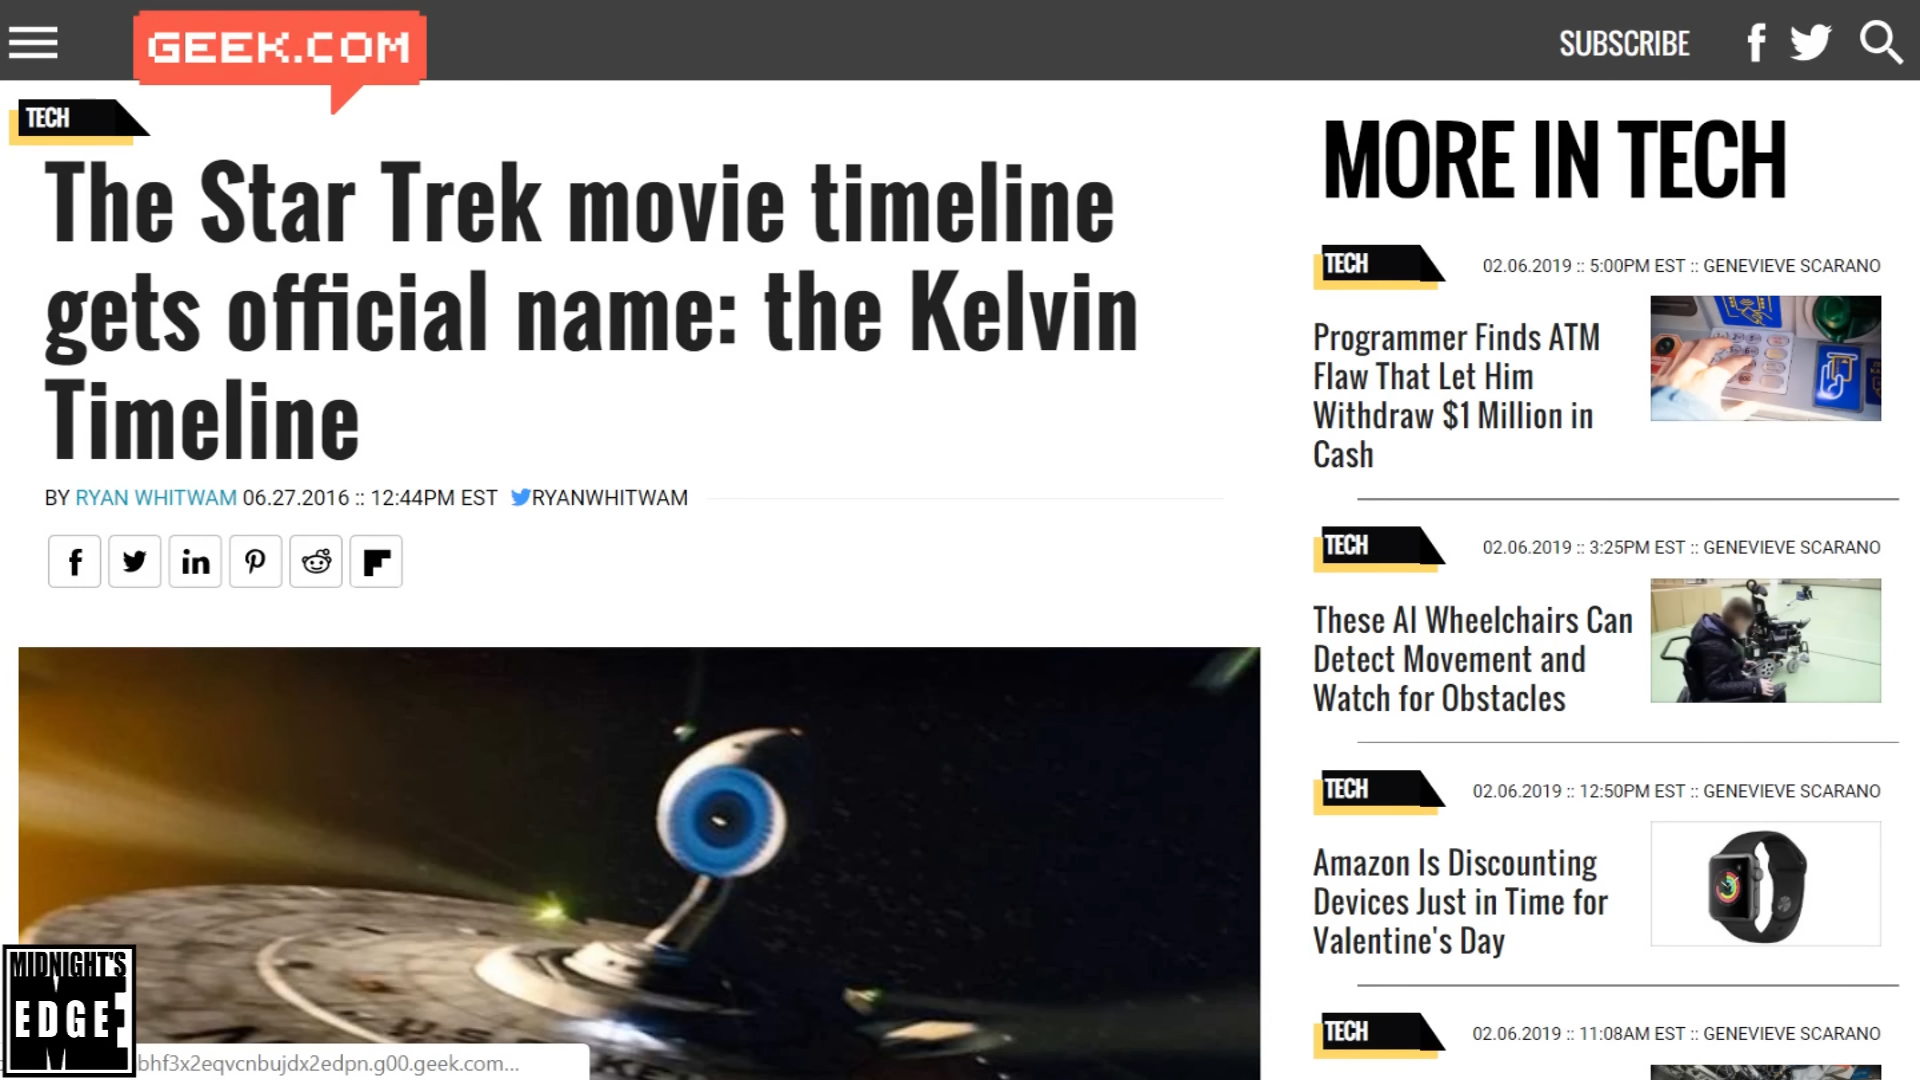 GEEK.COM
SUBSCRIBE
TECH
The Star Trek movie timeline
gets official name: the Kelvin
Timeline
BY RYAN WHITWAM 06.27.2016 :: 12:44PM EST RYANWHITWAM
MORE IN TECH
TECH
02.06.2019 :: 5:00PM EST :: GENEVIEVE SCARANO
Programmer Finds ATM
Flaw That Let Him
Withdraw $1 Million in
Cash
TECH
02.06.2019 :: 3:25PM EST :: GENEVIEVE SCARANO
These AI Wheelchairs Can
Detect Movement and
Watch for Obstacles
TECH
02.06.2019 :: 12:50PM EST :: GENEVIEVE SCARANO
Amazon Is Discounting
Devices Just in Time for
Valentine's Day
TECH
02.06.2019 :: 11:08AM EST :: GENEVIEVE SCARANO
MIDNIGHT'S
EDGE
bhf3x2eqvcnbujdx2edpn.g00.geek.com...